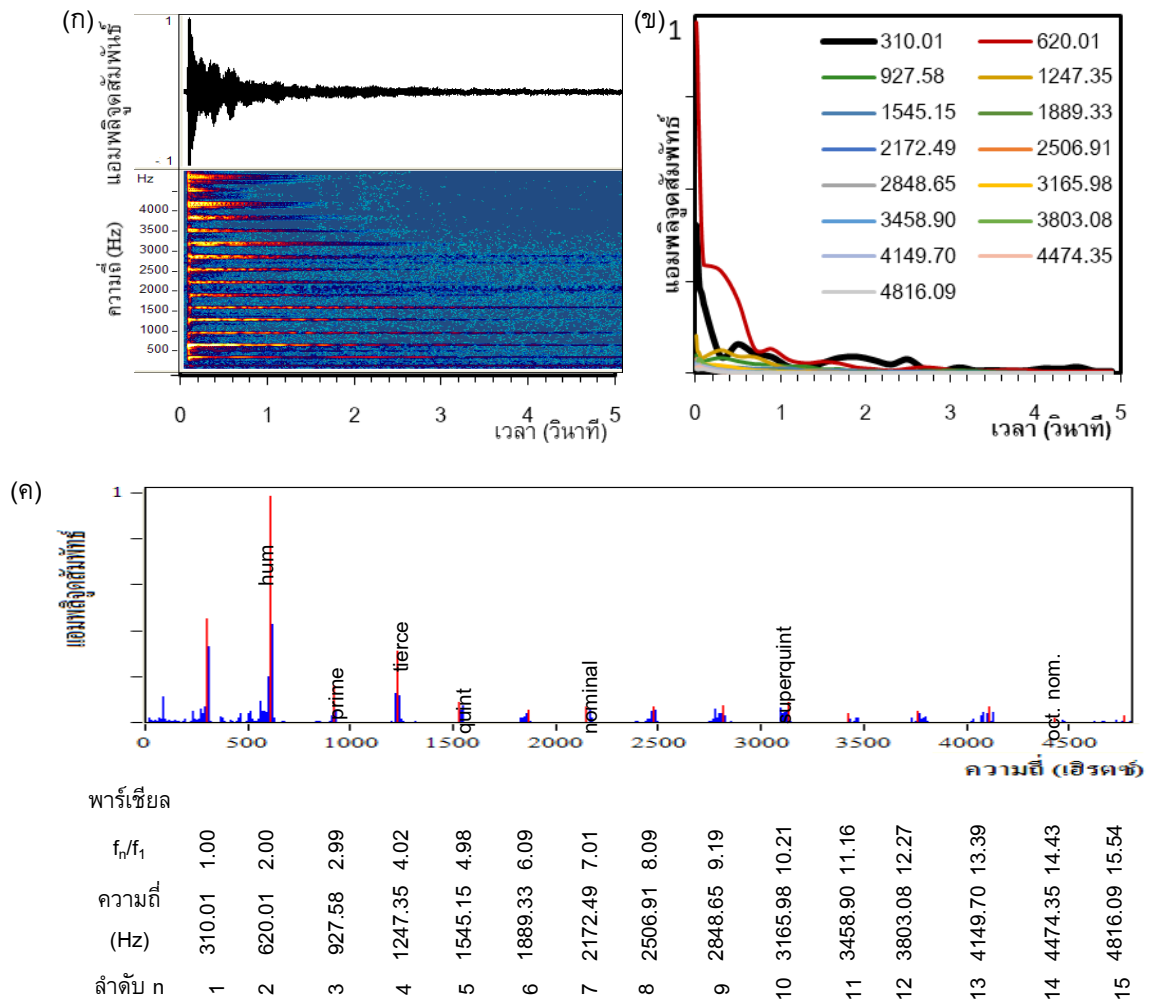 (ก)
1
แอมพลิจูดสัมพันธ์
- 1
Hz
4000
3500
3000
2500
2000
1500
1000
500
ความถี่ (Hz)
0 1 2 3 4 5
เวลา (วินาที)
(ข)
1
แอมพลิจูดสัมพัทธ์
310.01 620.01
927.58 1247.35
1545.15 1889.33
2172.49 2506.91
2848.65 3165.98
3458.90 3803.08
4149.70 4474.35
4816.09
0 1 2 3 4 5
เวลา (วินาที)
(ค)
1
แอมพลิจูดสัมพัทธ์
hum
prime
tierce
quint
nominal
superquint
oct. nom.
0 500 1000 1500 2000 2500 3000 3500 4000 4500
ความถี่ (เฮิรตซ์)
พาร์เชียล
fn/f1 1.00 2.00 2.99 4.02 4.98 6.09 7.01 8.09 9.19 10.21 11.16 12.27 13.39 14.43 15.54
ความถี่
(Hz) 310.01 620.01 927.58 1247.35 1545.15 1889.33 2172.49 2506.91 2848.65 3165.98 3458.90 3803.08 4149.70 4474.35 4816.09
ลำดับ n 1 2 3 4 5 6 7 8 9 10 11 12 13 14 15